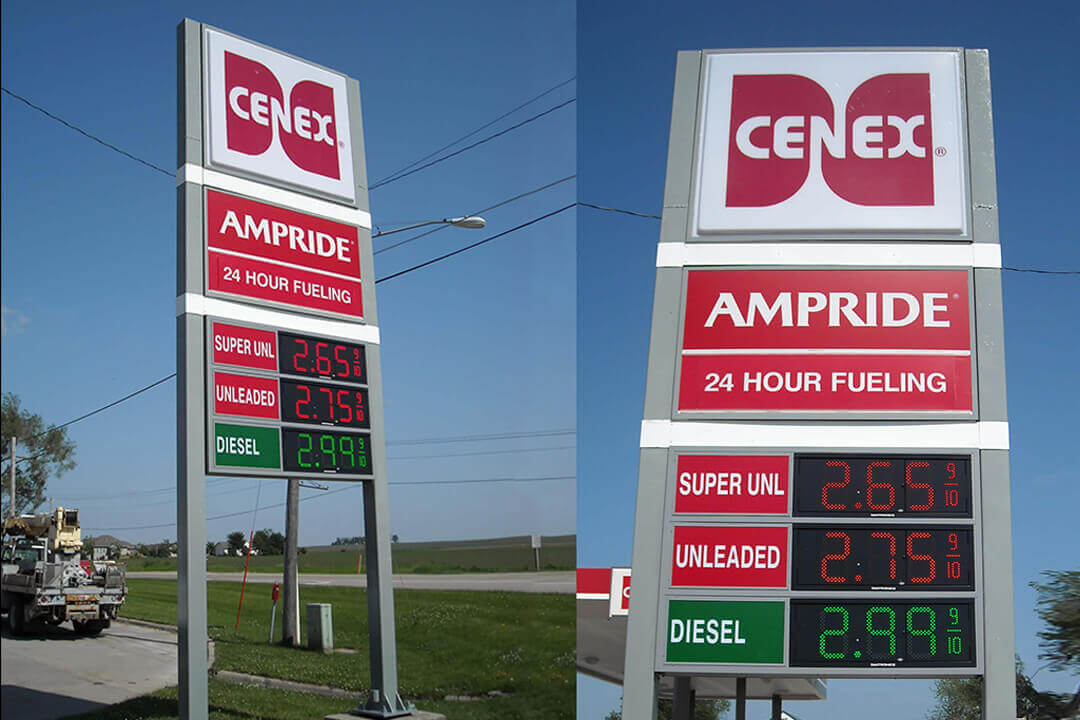 CENEX®
AMPRIDE®
24 HOUR FUELING
SUPER UNL 2.65 9/10
UNLEADED 2.75 9/10
DIESEL 2.99 9/10
CENEX®
AMPRIDE®
24 HOUR FUELING
SUPER UNL 2.65 9/10
UNLEADED 2.75 9/10
DIESEL 2.99 9/10